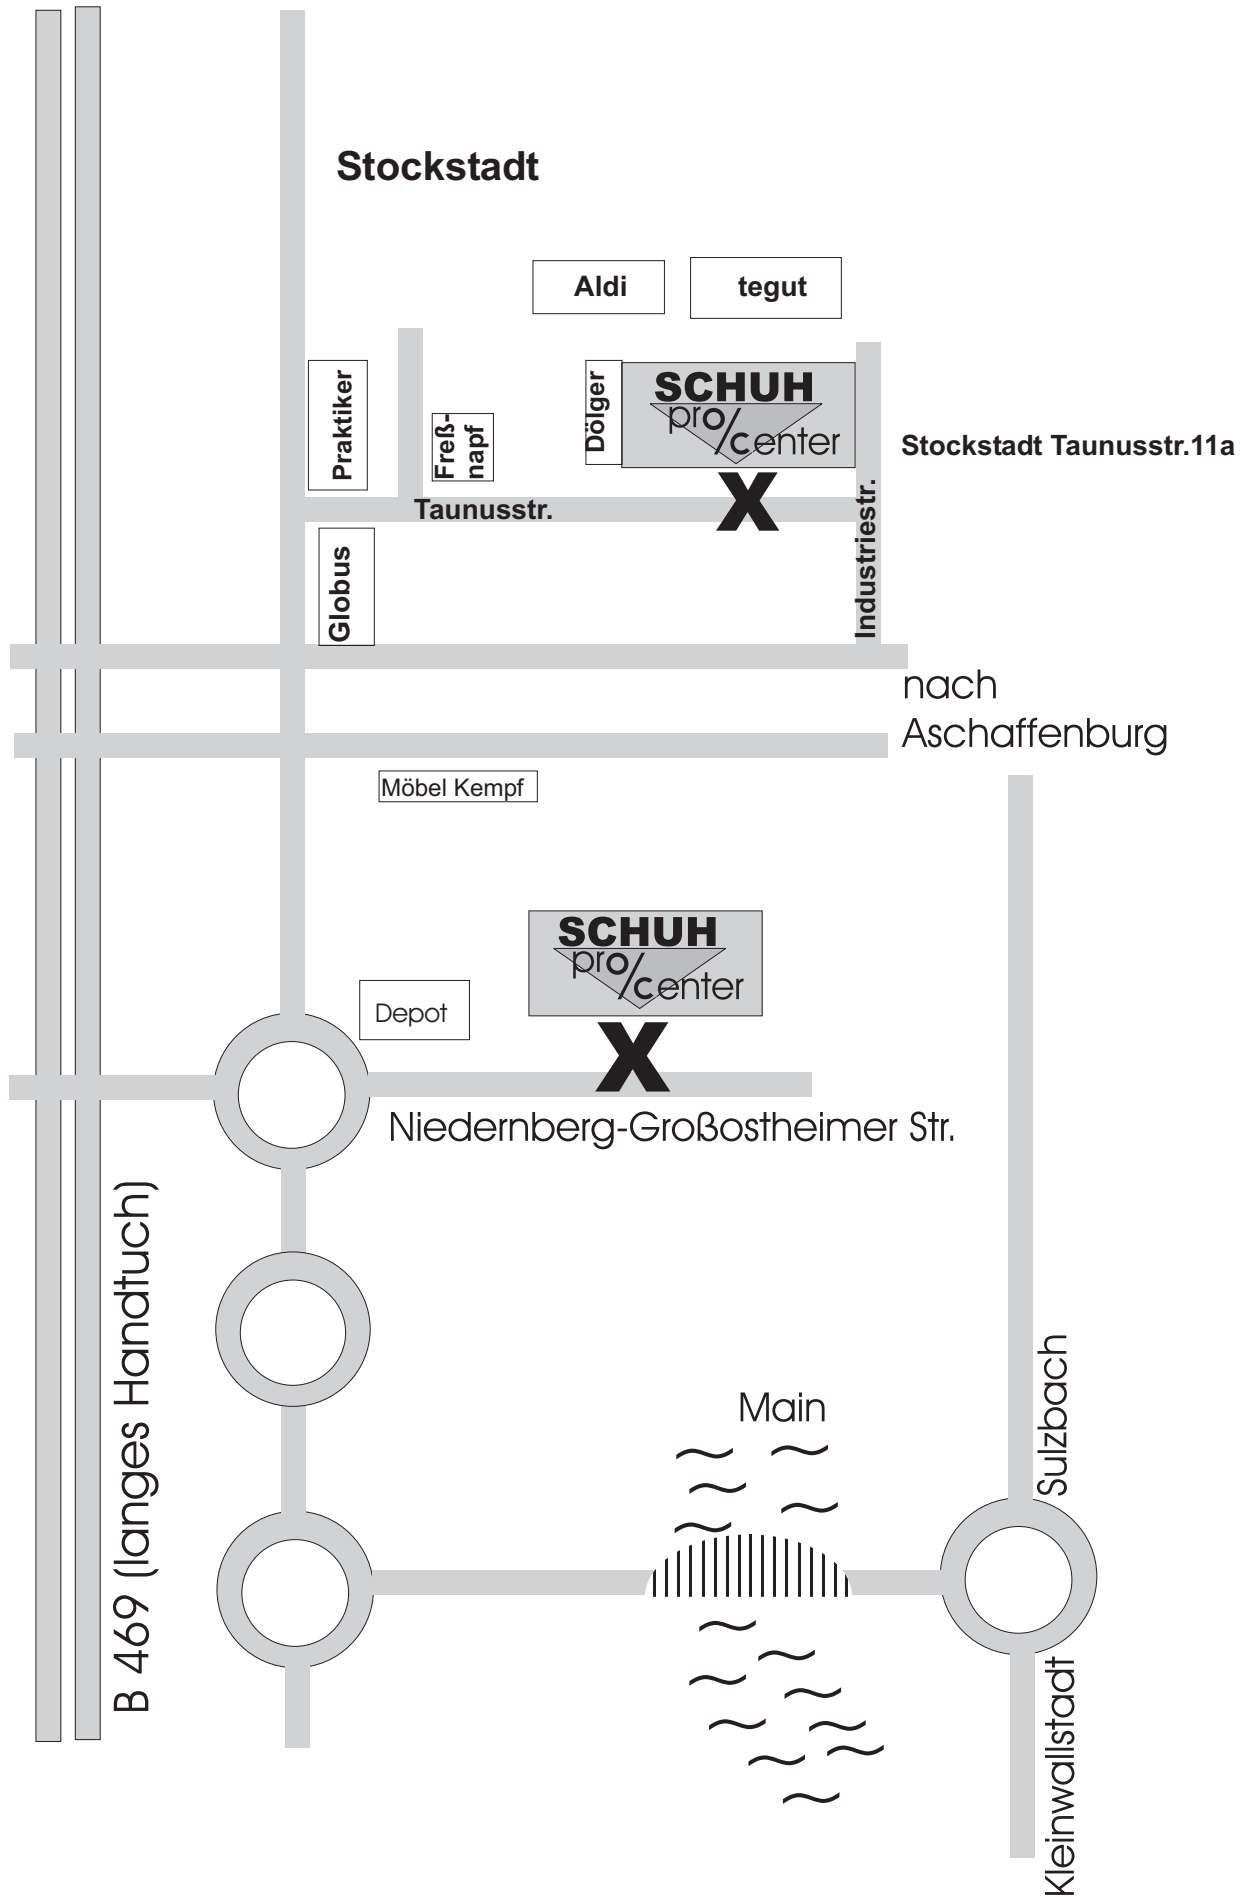 Stockstadt
Aldi
tegut
Praktiker
Freß-
napf
Dölger
SCHUH
pro/center
Stockstadt Taunusstr.11a
Taunusstr.
X
Industriestr.
Globus
nach
Aschaffenburg
Möbel Kempf
SCHUH
pro/center
Depot
X
Niedernberg-Großostheimer Str.
B 469 (langes Handtuch)
Main
Sulzbach
Kleinwallstadt